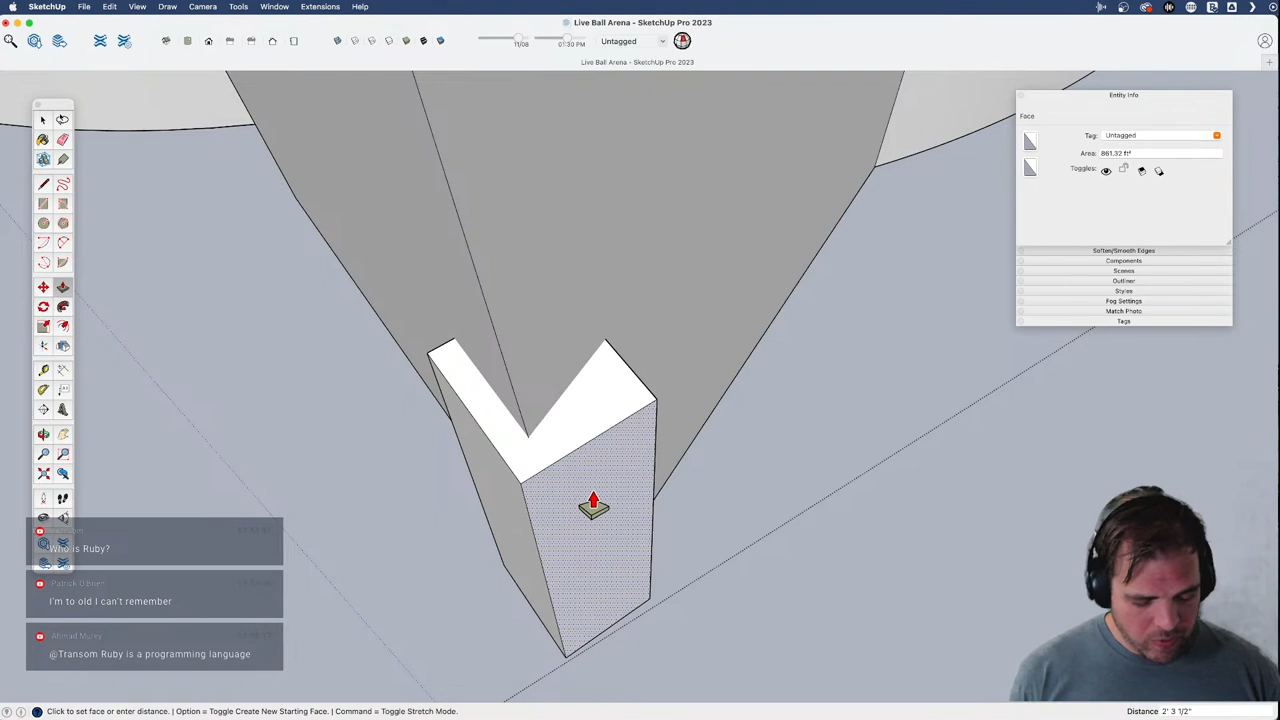 SketchUp File Edit View Draw Camera Tools Window Extensions Help
Live Ball Arena - SketchUp Pro 2023
11/08 01:30 PM Untagged
Live Ball Arena - SketchUp Pro 2023
Entity Info
Face
Tag: Untagged
Area: 861.32 ft²
Toggles:
Soften/Smooth Edges
Components
Scenes
Outliner
Styles
Fog Settings
Match Photo
Tags
Who is Ruby?
Patrick O'Brien
I'm to old I can't remember
@Transom Ruby is a programming language
Click to set face or enter distance. | Option = Toggle Create New Starting Face. | Command = Toggle Stretch Mode.
Distance 2' 3 1/2"